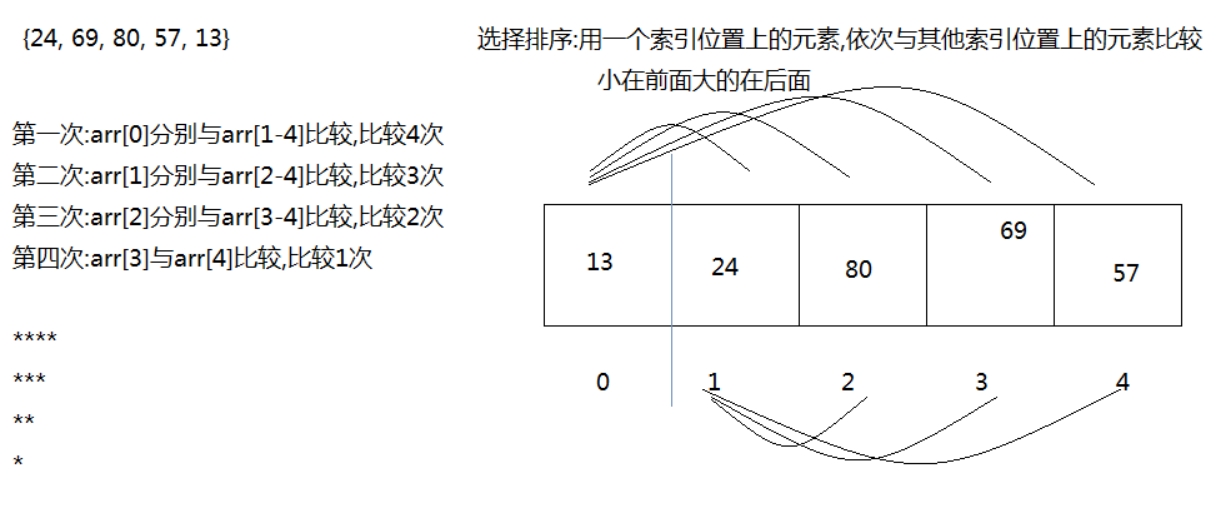 {24, 69, 80, 57, 13}
选择排序:用一个索引位置上的元素,依次与其他索引位置上的元素比较
小在前面大的在后面
第一次:arr[0]分别与arr[1-4]比较,比较4次
第二次:arr[1]分别与arr[2-4]比较,比较3次
第三次:arr[2]分别与arr[3-4]比较,比较2次
第四次:arr[3]与arr[4]比较,比较1次
****
***
**
*
13 24 80 69 57
0 1 2 3 4